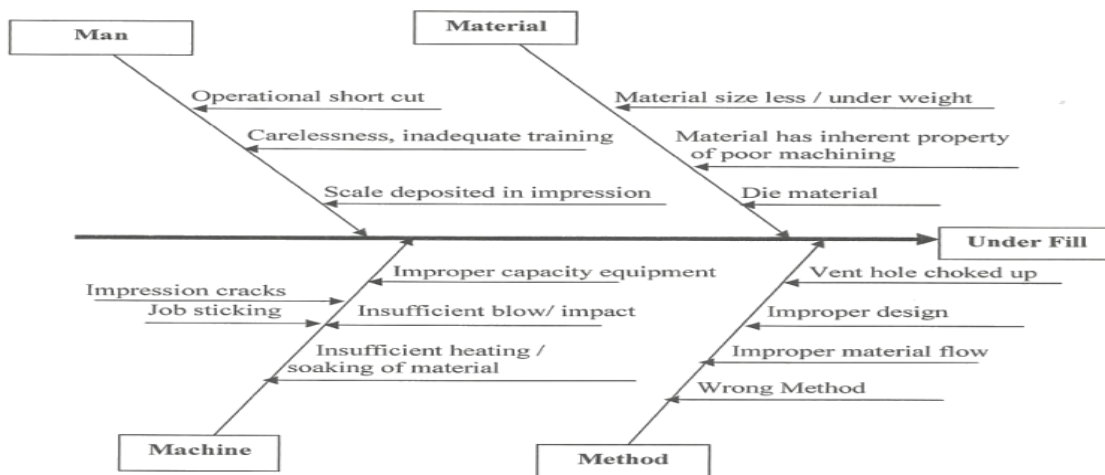 Man
Material
Operational short cut
Material size less / under weight
Carelessness, inadequate training
Material has inherent property
of poor machining
Scale deposited in impression
Die material
Under Fill
Improper capacity equipment
Vent hole choked up
Impression cracks
Job sticking
Insufficient blow/ impact
Improper design
Insufficient heating /
soaking of material
Improper material flow
Wrong Method
Machine
Method